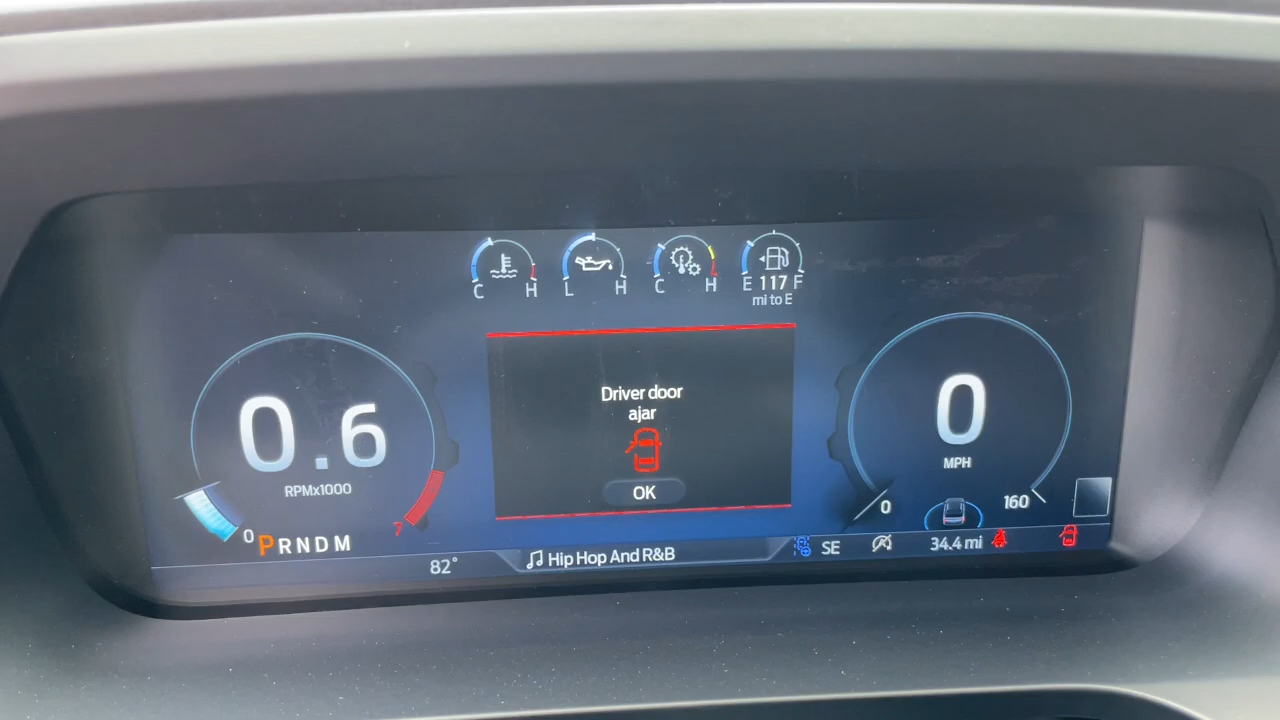 C H
L H
C H
E 117 F
mi to E
Driver door
ajar
OK
0.6
RPMx1000
0
7
PRNDM
0
MPH
0
160
82°
Hip Hop And R&B
SE
34.4 mi